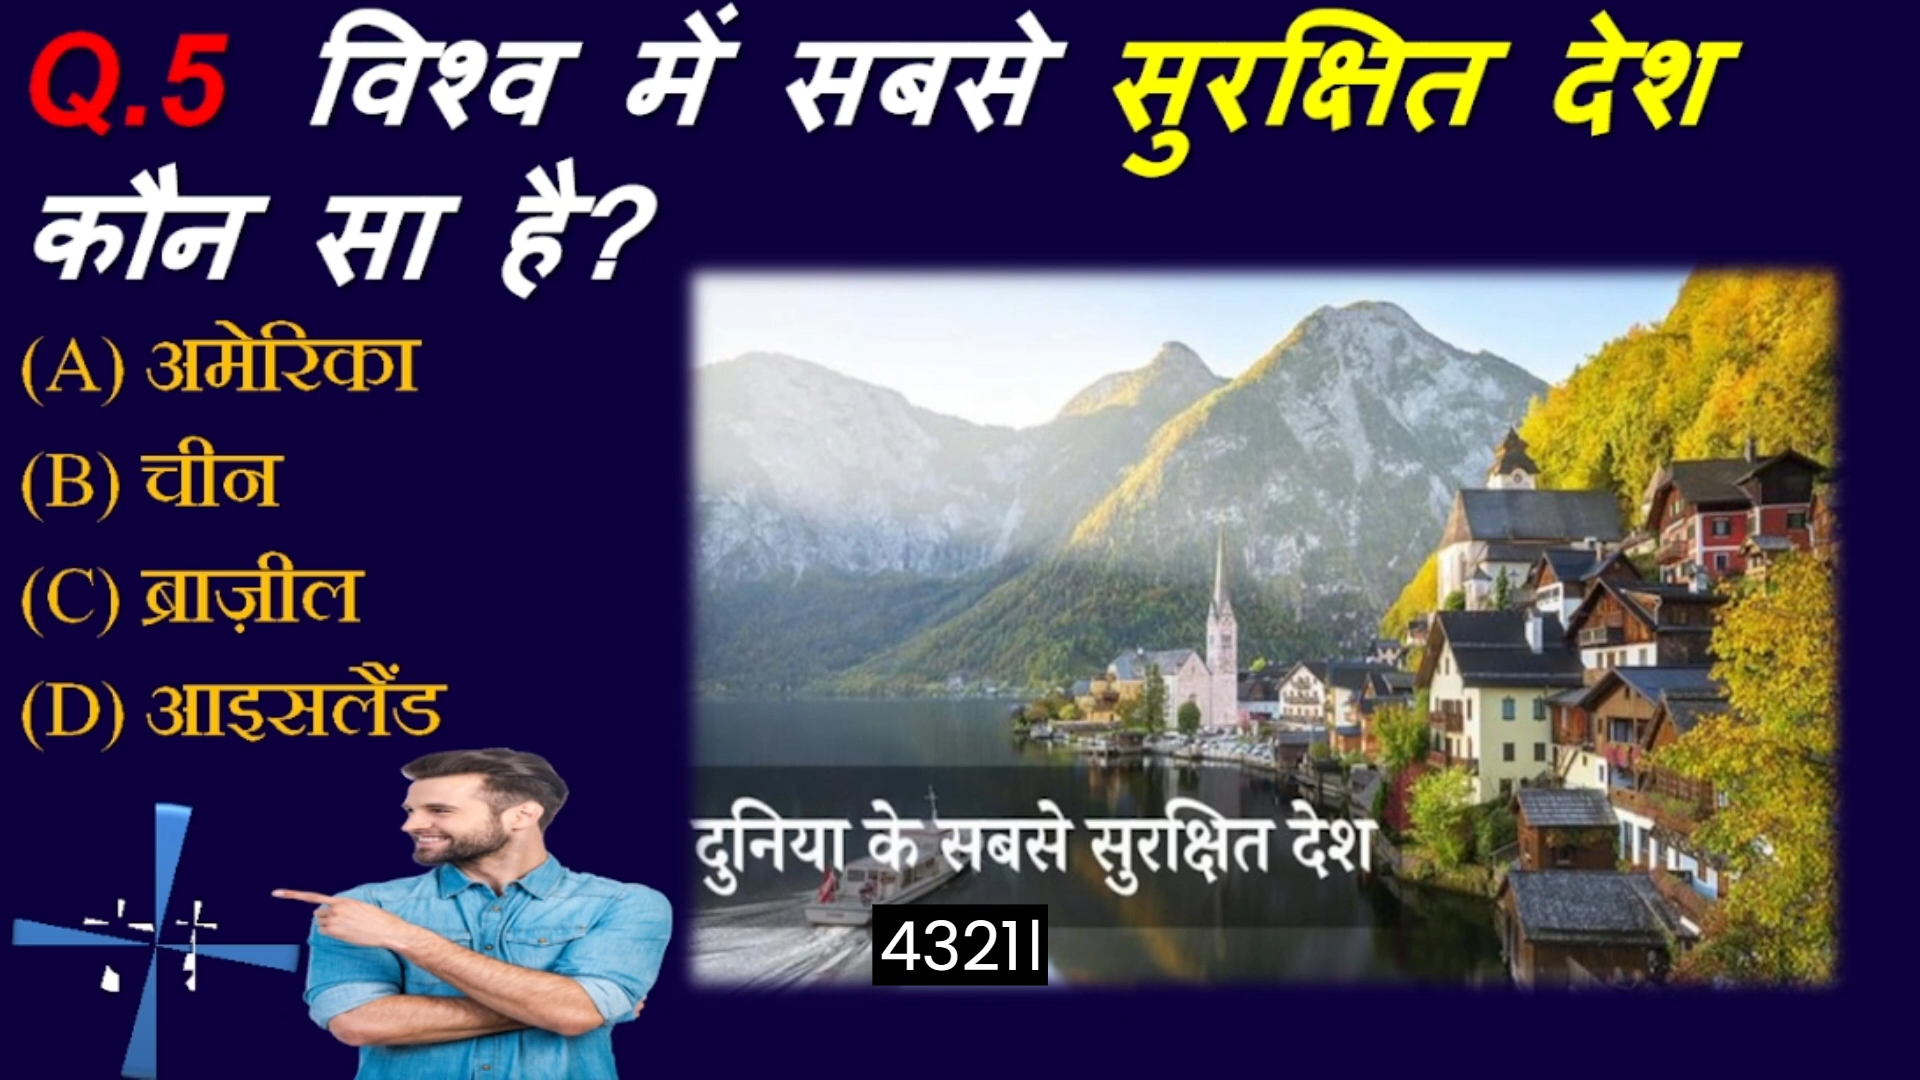 Q.5 विश्व में सबसे सुरक्षित देश
कौन सा है?
(A) अमेरिका
(B) चीन
(C) ब्राज़ील
(D) आइसलैंड
दुनिया के सबसे सुरक्षित देश
4321।